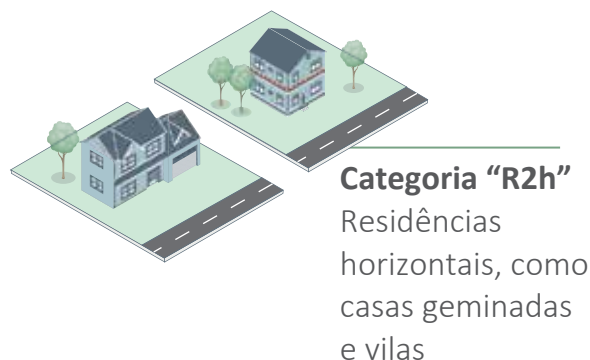 Categoria “R2h”
Residências
horizontais, como
casas geminadas
e vilas